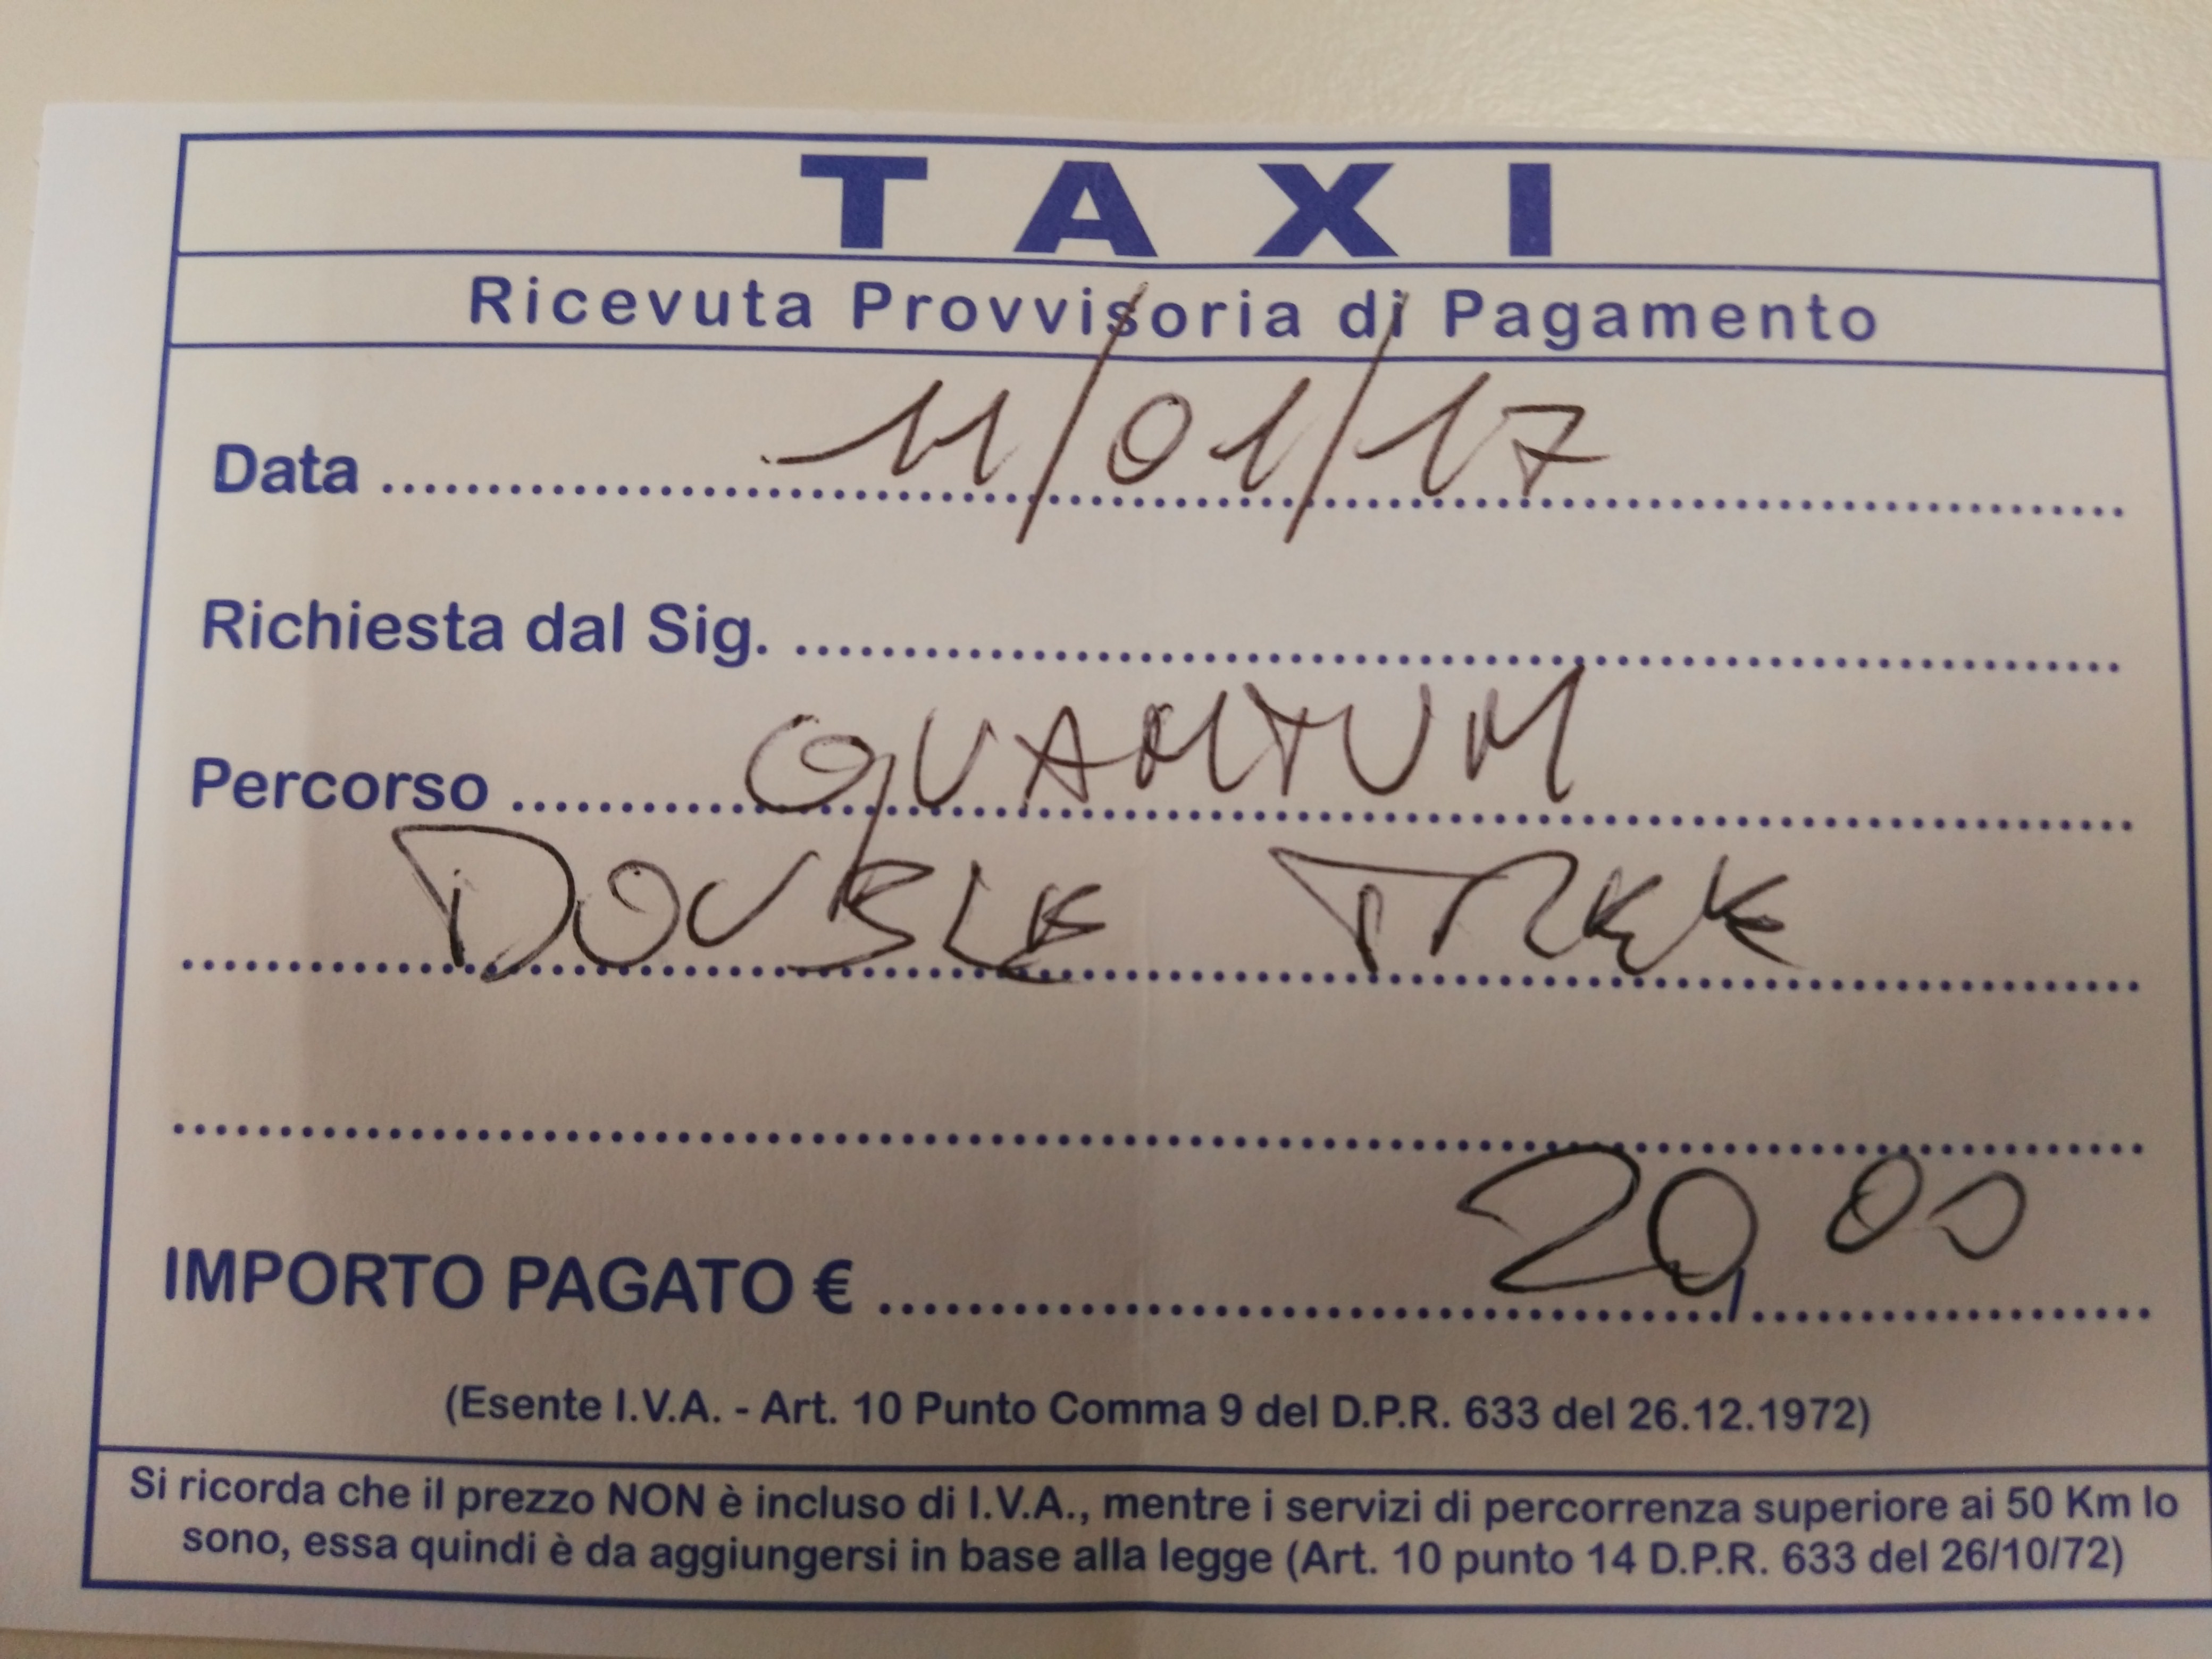 TAXI
Ricevuta Provvisoria di Pagamento
Data 11/01/17
Richiesta dal Sig.
Percorso QUANTUM
DOUBLE TREE
IMPORTO PAGATO € 20,00
(Esente I.V.A. - Art. 10 Punto Comma 9 del D.P.R. 633 del 26.12.1972)
Si ricorda che il prezzo NON è incluso di I.V.A., mentre i servizi di percorrenza superiore ai 50 Km lo
sono, essa quindi è da aggiungersi in base alla legge (Art. 10 punto 14 D.P.R. 633 del 26/10/72)